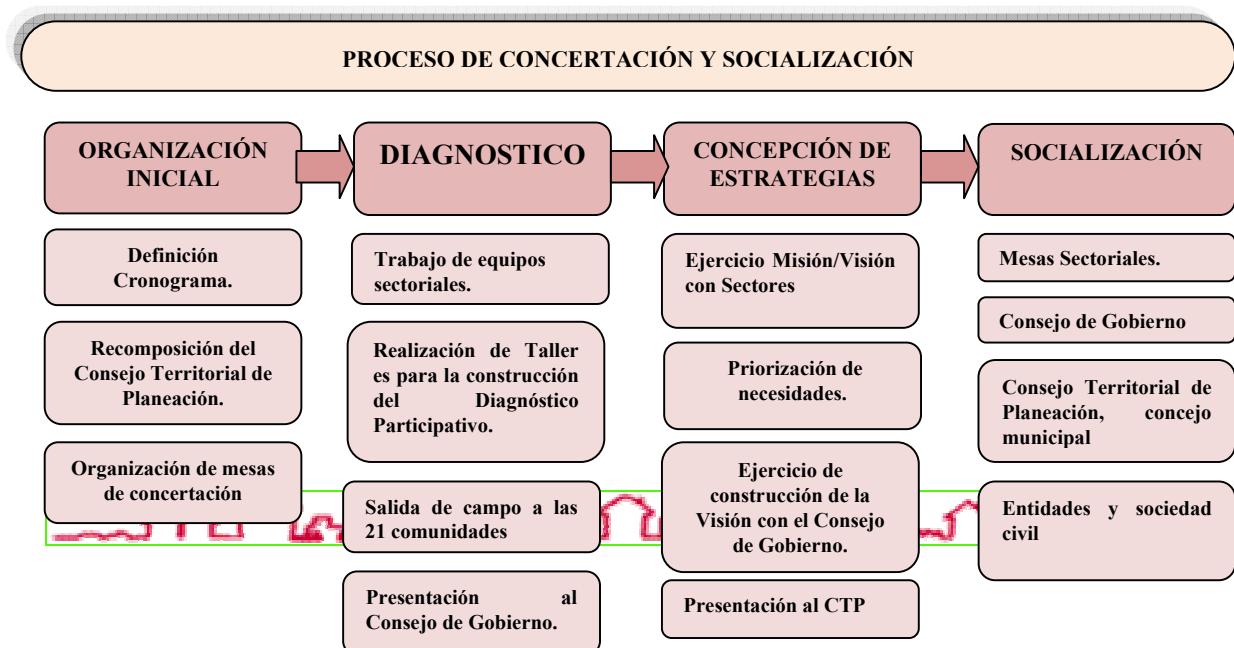 PROCESO DE CONCERTACIÓN Y SOCIALIZACIÓN
ORGANIZACIÓN
INICIAL
Definición
Cronograma.
Recomposición del
Consejo Territorial de
Planeación.
Organización de mesas
de concertación
DIAGNOSTICO
Trabajo de equipos
sectoriales.
Realización de Taller
es para la construcción
del Diagnóstico
Participativo.
Salida de campo a las
21 comunidades
Presentación al
Consejo de Gobierno.
CONCEPCIÓN DE
ESTRATEGIAS
Ejercicio Misión/Visión
con Sectores
Priorización de
necesidades.
Ejercicio de
construcción de la
Visión con el Consejo
de Gobierno.
Presentación al CTP
SOCIALIZACIÓN
Mesas Sectoriales.
Consejo de Gobierno
Consejo Territorial de
Planeación, concejo
municipal
Entidades y sociedad
civil